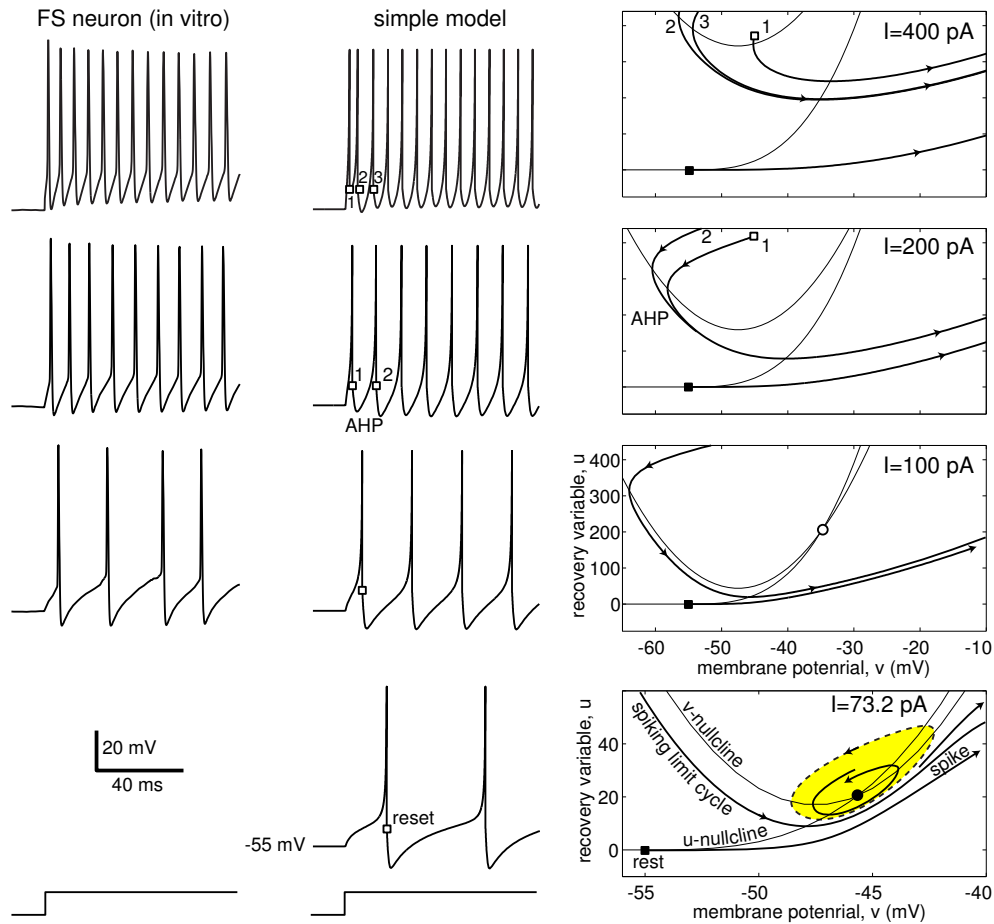 FS neuron (in vitro)
simple model
1
2
3
2
3
1
I=400 pA
1
2
AHP
2
1
AHP
I=200 pA
I=100 pA
recovery variable, u
400
300
200
100
0
-60
-50
-40
-30
-20
-10
membrane potenrial, v (mV)
20 mV
40 ms
reset
-55 mV
I=73.2 pA
recovery variable, u
40
20
0
v-nullcline
spiking limit cycle
u-nullcline
spike
rest
-55
-50
-45
-40
membrane potenrial, v (mV)